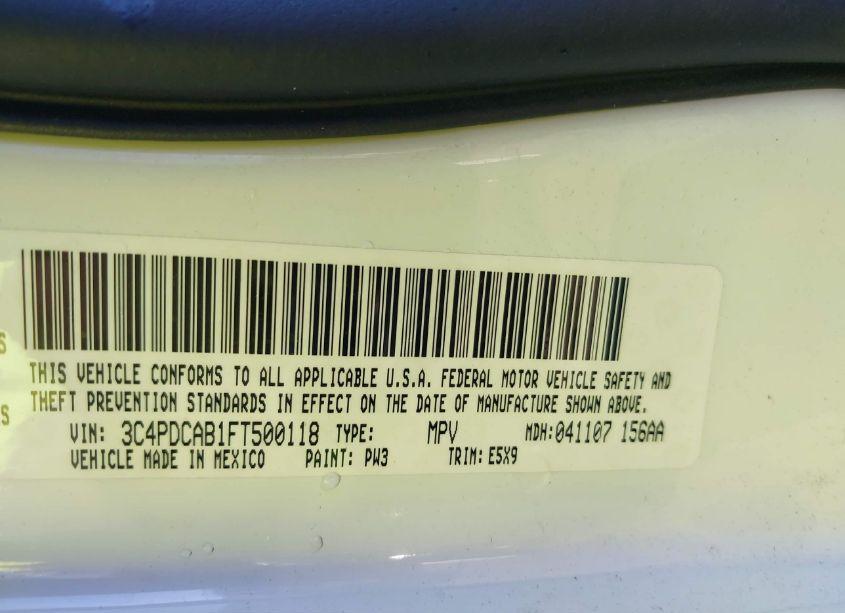 THIS VEHICLE CONFORMS TO ALL APPLICABLE U.S.A. FEDERAL MOTOR VEHICLE SAFETY AND
THEFT PREVENTION STANDARDS IN EFFECT ON THE DATE OF MANUFACTURE SHOWN ABOVE.
VIN: 3C4PDCAB1FT500118 TYPE: MPV MDH:041107 156AA
VEHICLE MADE IN MEXICO PAINT: PW3 TRIM: E5X9